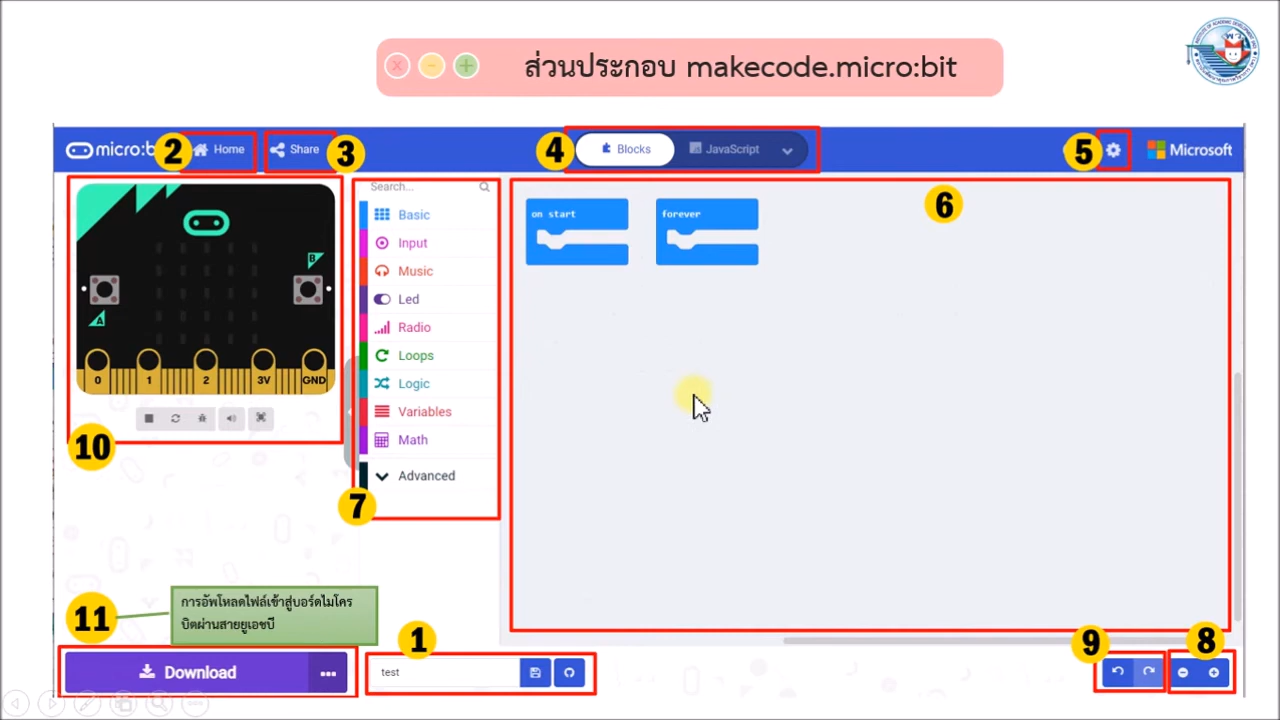 ส่วนประกอบ makecode.micro:bit
2
Home
Share
3
4
Blocks
JavaScript
5
Microsoft
Search...
6
on start
forever
Basic
Input
Music
Led
Radio
Loops
Logic
Variables
Math
Advanced
B
A
0 1 2 3V GND
10
7
11
การอัพโหลดไฟล์เข้าสู่บอร์ดไมโคร
บิตผ่านสายยูเอชบี
1
9
8
Download
test